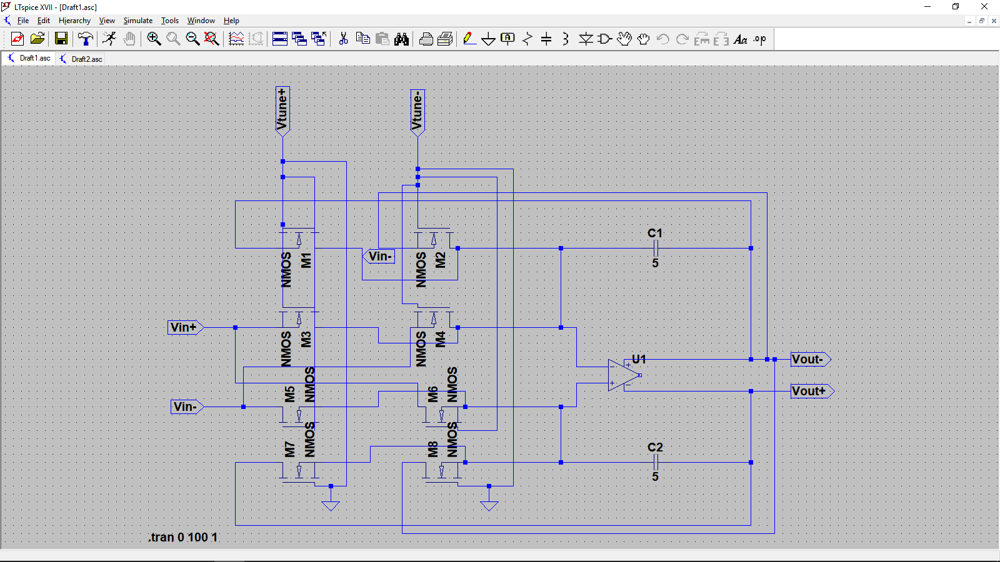 LTspice XVII - [Draft1.asc]
File Edit Hierarchy View Simulate Tools Window Help
Aa .op
Draft1.asc Draft2.asc
Vtune+
Vtune-
C1
5
Vin-
NMOS
M1
NMOS
M2
Vin+
NMOS
M3
NMOS
M4
U1
Vout-
Vout+
Vin-
M5
NMOS
M6
NMOS
M7
NMOS
M8
NMOS
C2
5
.tran 0 100 1